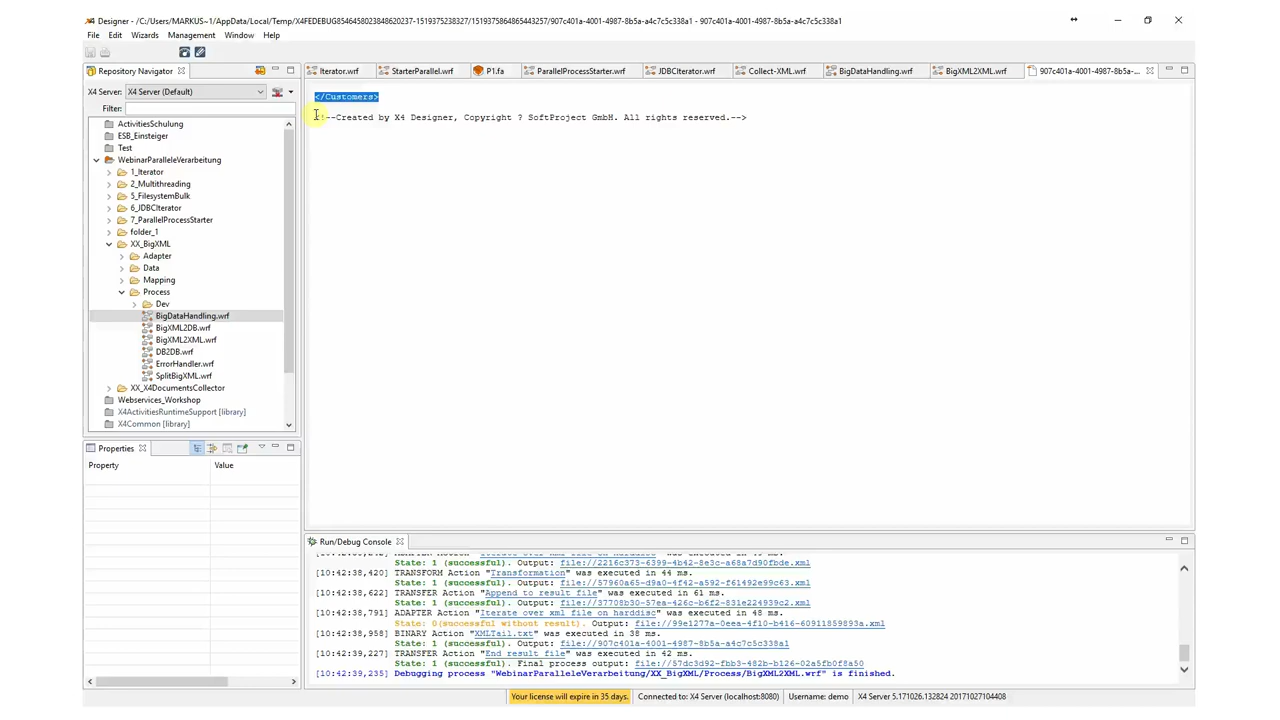 Designer - /C:/Users/MARKUS~1/AppData/Local/Temp/X4FEDEBUG8546458023848620237-1519375238327/1519375864865443257/907c401a-4001-4987-8b5a-a4c7c5c338a1 - 907c401a-4001-4987-8b5a-a4c7c5c338a1
File Edit Wizards Management Window Help
Repository Navigator
Iterator.wrf StarterParallel.wrf P1.fa ParallelProcessStarter.wrf JDBCIterator.wrf Collect-XML.wrf BigDataHandling.wrf BigXML2XML.wrf 907c401a-4001-4987-8b5a-...
X4 Server: X4 Server (Default)
Filter:
ActivitiesSchulung
ESB_Einsteiger
Test
WebinarParalleleVerarbeitung
1_Iterator
2_Multithreading
5_FilesystemBulk
6_JDBCIterator
7_ParallelProcessStarter
folder_1
XX_BigXML
Adapter
Data
Mapping
Process
Dev
BigDataHandling.wrf
BigXML2DB.wrf
BigXML2XML.wrf
DB2DB.wrf
ErrorHandler.wrf
SplitBigXML.wrf
XX_X4DocumentsCollector
Webservices_Workshop
X4ActivitiesRuntimeSupport [library]
X4Common [library]
</Customers>
<!--Created by X4 Designer, Copyright ? SoftProject GmbH. All rights reserved.-->
Properties
Property Value
Run/Debug Console
State: 1 (successful). Output: file://2216c373-6399-4b42-8e3c-a68a7d90fbde.xml
[10:42:38,420] TRANSFORM Action "Transformation" was executed in 44 ms.
State: 1 (successful). Output: file://57960a65-d9a0-4f42-a592-f61492e99c63.xml
[10:42:38,622] TRANSFER Action "Append to result file" was executed in 61 ms.
State: 1 (successful). Output: file://37708b30-57ea-426c-b6f2-831e224939c2.xml
[10:42:38,791] ADAPTER Action "Iterate over xml file on harddisc" was executed in 48 ms.
State: 0(successful without result). Output: file://99e1277a-0eea-4f10-b416-60911859893a.xml
[10:42:38,958] BINARY Action "XMLTail.txt" was executed in 38 ms.
State: 1 (successful). Output: file://907c401a-4001-4987-8b5a-a4c7c5c338a1
[10:42:39,227] TRANSFER Action "End result file" was executed in 42 ms.
State: 1 (successful). Final process output: file://57dc3d92-fbb3-482b-b126-02a5fb0f8a50
[10:42:39,235] Debugging process "WebinarParalleleVerarbeitung/XX_BigXML/Process/BigXML2XML.wrf" is finished.
Your license will expire in 35 days. Connected to: X4 Server (localhost:8080) Username: demo X4 Server 5.171026.132824 20171027104408